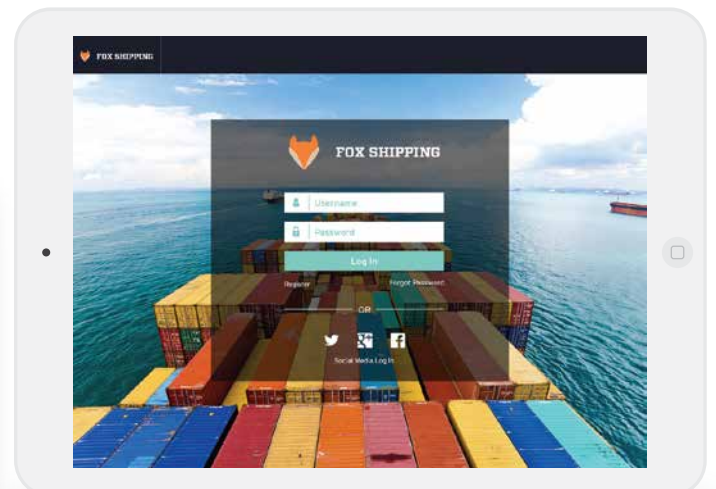 FOX SHIPPING
FOX SHIPPING
Username
Password
Log In
Register Forgot Password
OR
Social Media Log In